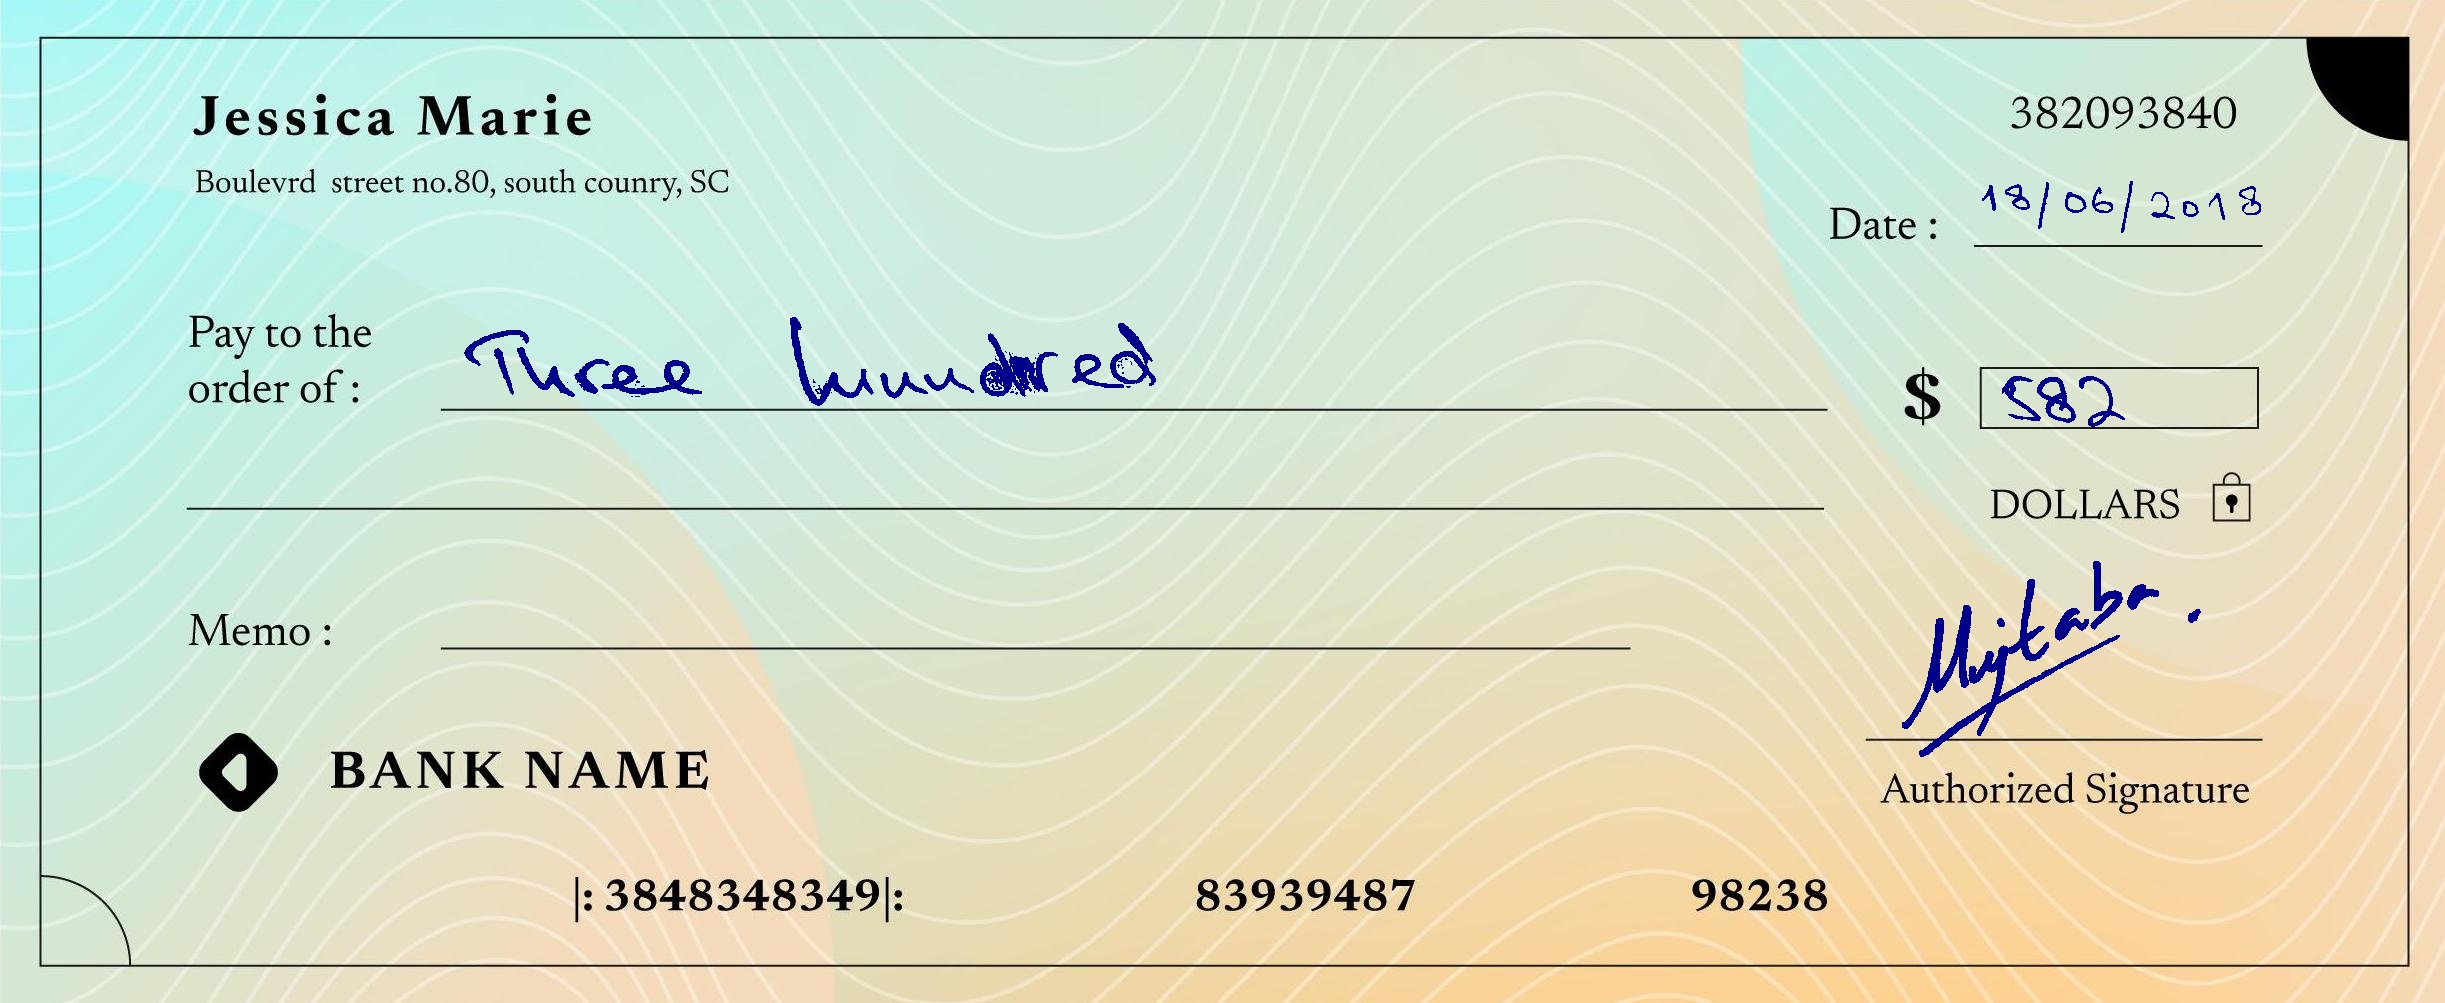 Jessica Marie
382093840
Boulevrd street no.80, south counry, SC
Date : 18/06/2018
Pay to the
order of : Three hunndred
$ 582
DOLLARS
Memo :
Mujtaba.
BANK NAME
Authorized Signature
|: 3848348349|: 83939487 98238